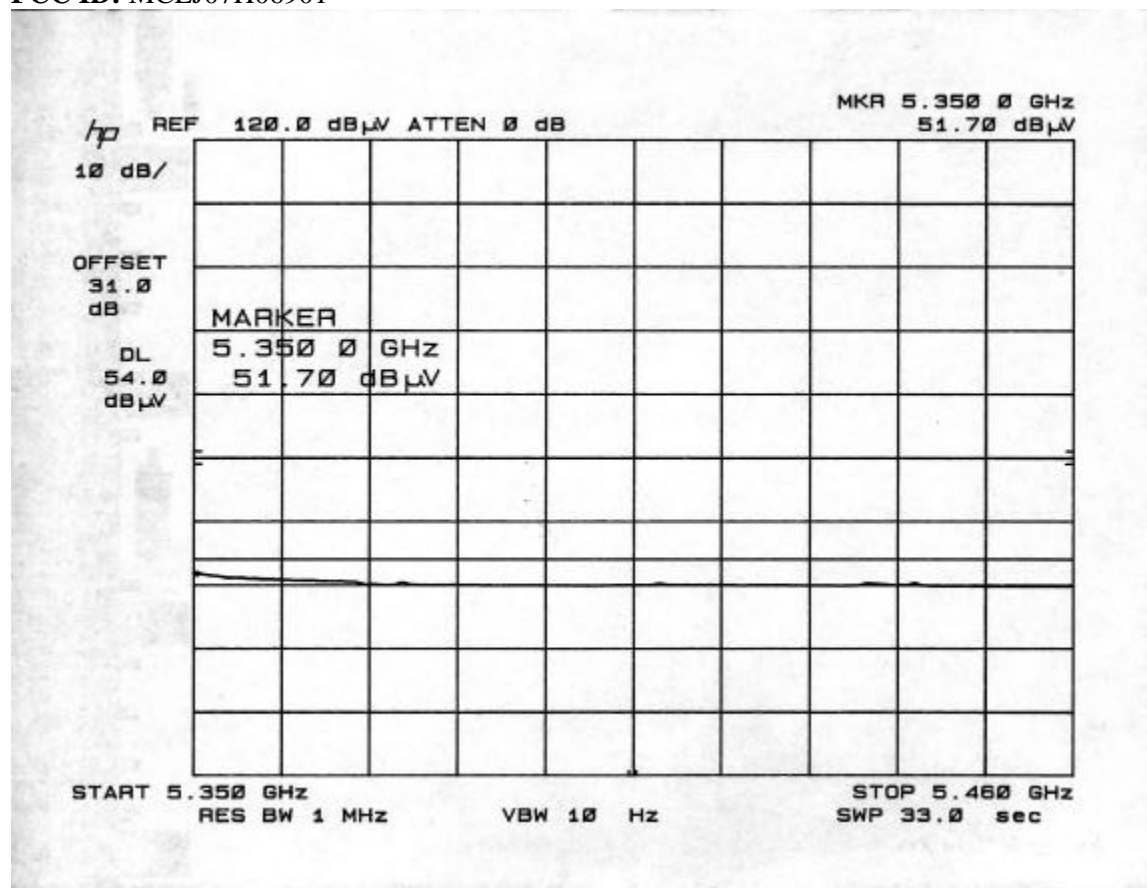 hp REF 120.0 dBµV ATTEN 0 dB
MKR 5.350 0 GHz
51.70 dBµV
10 dB/
OFFSET
31.0
dB
DL
54.0
dBµV
MARKER
5.350 0 GHz
51.70 dBµV
START 5.350 GHz
STOP 5.460 GHz
RES BW 1 MHz
VBW 10 Hz
SWP 33.0 sec